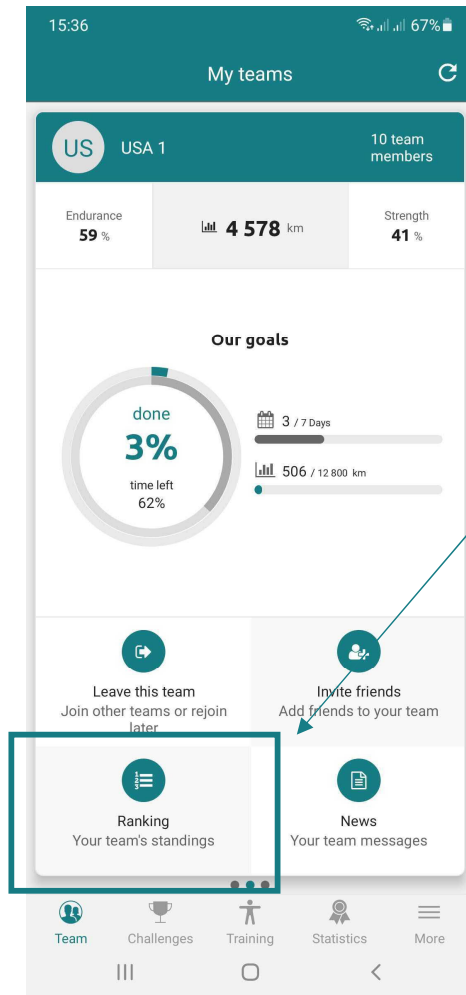 15:36
67%
My teams
US
USA 1
10 team
members
Endurance
59 %
4 578 km
Strength
41 %
Our goals
done
3%
time left
62%
3 / 7 Days
506 / 12 800 km
Leave this team
Join other teams or rejoin
later
Invite friends
Add friends to your team
1
2
3
Ranking
Your team's standings
News
Your team messages
Team
Challenges
Training
Statistics
More